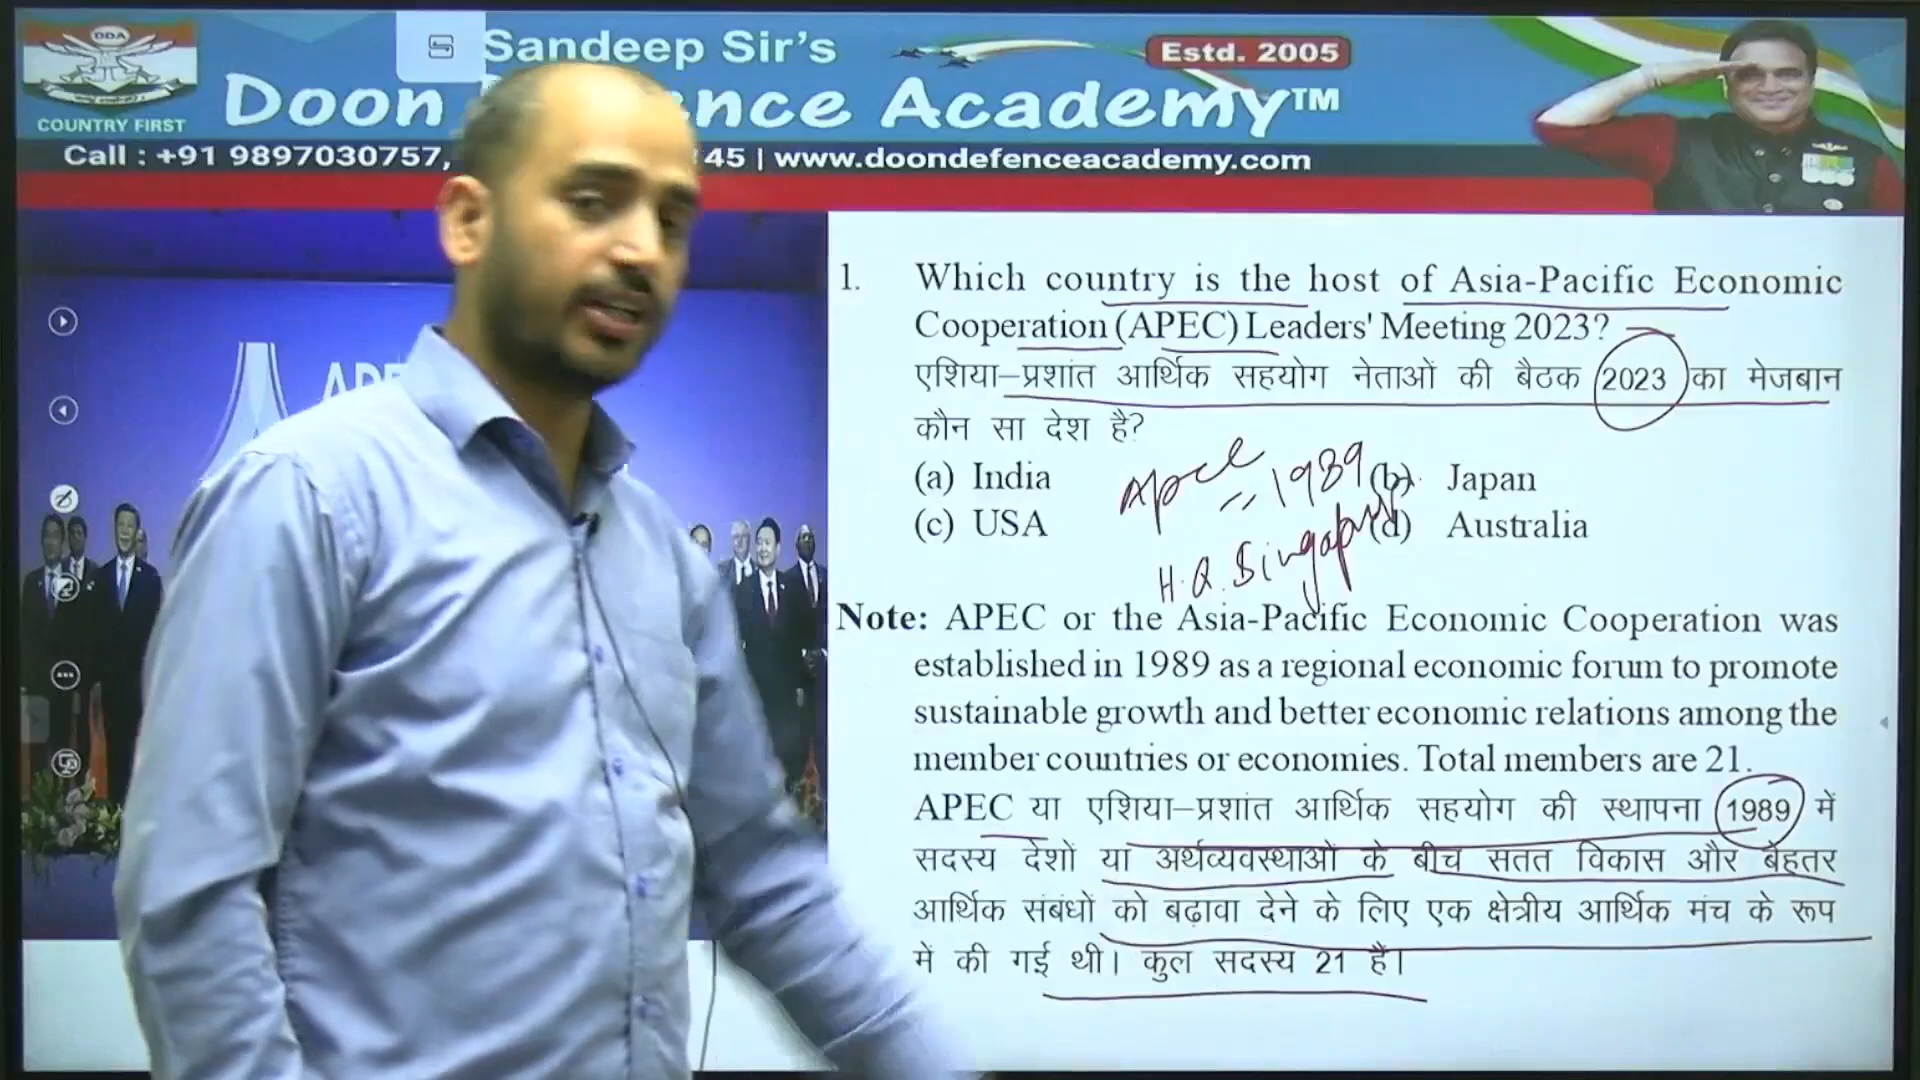 DDA
COUNTRY FIRST
Sandeep Sir's
Estd. 2005
Doon nce Academy™
Call : +91 9897030757, 45 | www.doondefenceacademy.com
1. Which country is the host of Asia-Pacific Economic
Cooperation (APEC) Leaders' Meeting 2023?
एशिया–प्रशांत आर्थिक सहयोग नेताओं की बैठक 2023 का मेजबान
कौन सा देश है?
(a) India (b) Japan
(c) USA (d) Australia
Apec = 1989
H.Q. Singapur
Note: APEC or the Asia-Pacific Economic Cooperation was
established in 1989 as a regional economic forum to promote
sustainable growth and better economic relations among the
member countries or economies. Total members are 21.
APEC या एशिया–प्रशांत आर्थिक सहयोग की स्थापना 1989 में
सदस्य देशों या अर्थव्यवस्थाओं के बीच सतत विकास और बेहतर
आर्थिक संबंधों को बढ़ावा देने के लिए एक क्षेत्रीय आर्थिक मंच के रूप
में की गई थी। कुल सदस्य 21 हैं।